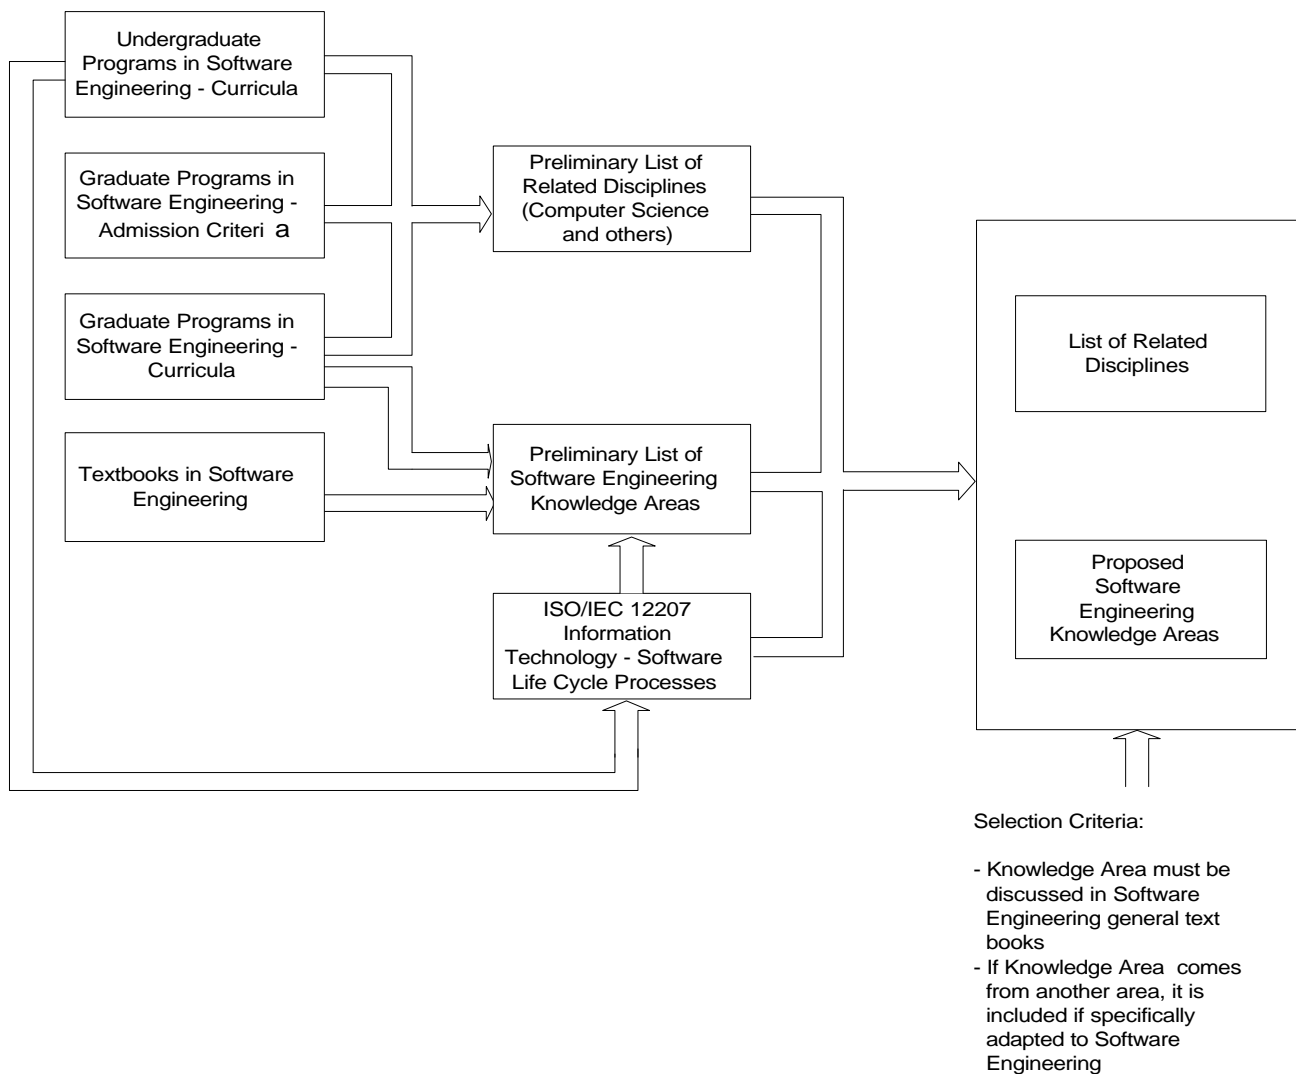 Undergraduate
Programs in Software
Engineering - Curricula
Graduate Programs in
Software Engineering -
Admission Criteri a
Graduate Programs in
Software Engineering -
Curricula
Textbooks in Software
Engineering
Preliminary List of
Related Disciplines
(Computer Science
and others)
Preliminary List of
Software Engineering
Knowledge Areas
ISO/IEC 12207
Information
Technology - Software
Life Cycle Processes
List of Related
Disciplines
Proposed
Software
Engineering
Knowledge Areas
Selection Criteria:
- Knowledge Area must be
discussed in Software
Engineering general text
books
- If Knowledge Area comes
from another area, it is
included if specifically
adapted to Software
Engineering